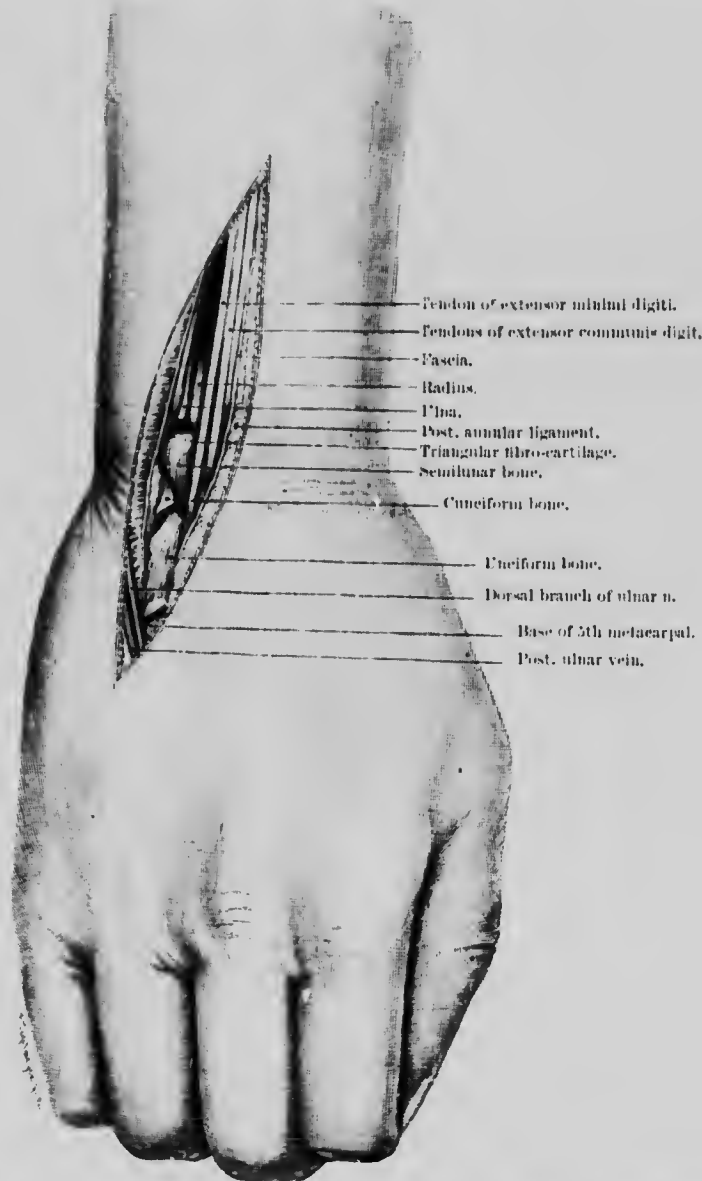 Tendon of extensor minimi digiti.
Tendons of extensor communis digit.
Fascia.
Radius.
Ulna.
Post. annular ligament.
Triangular fibro-cartilage.
Semilunar bone.
Cuneiform bone.
Unciform bone.
Dorsal branch of ulnar n.
Base of 5th metacarpal.
Post. ulnar vein.